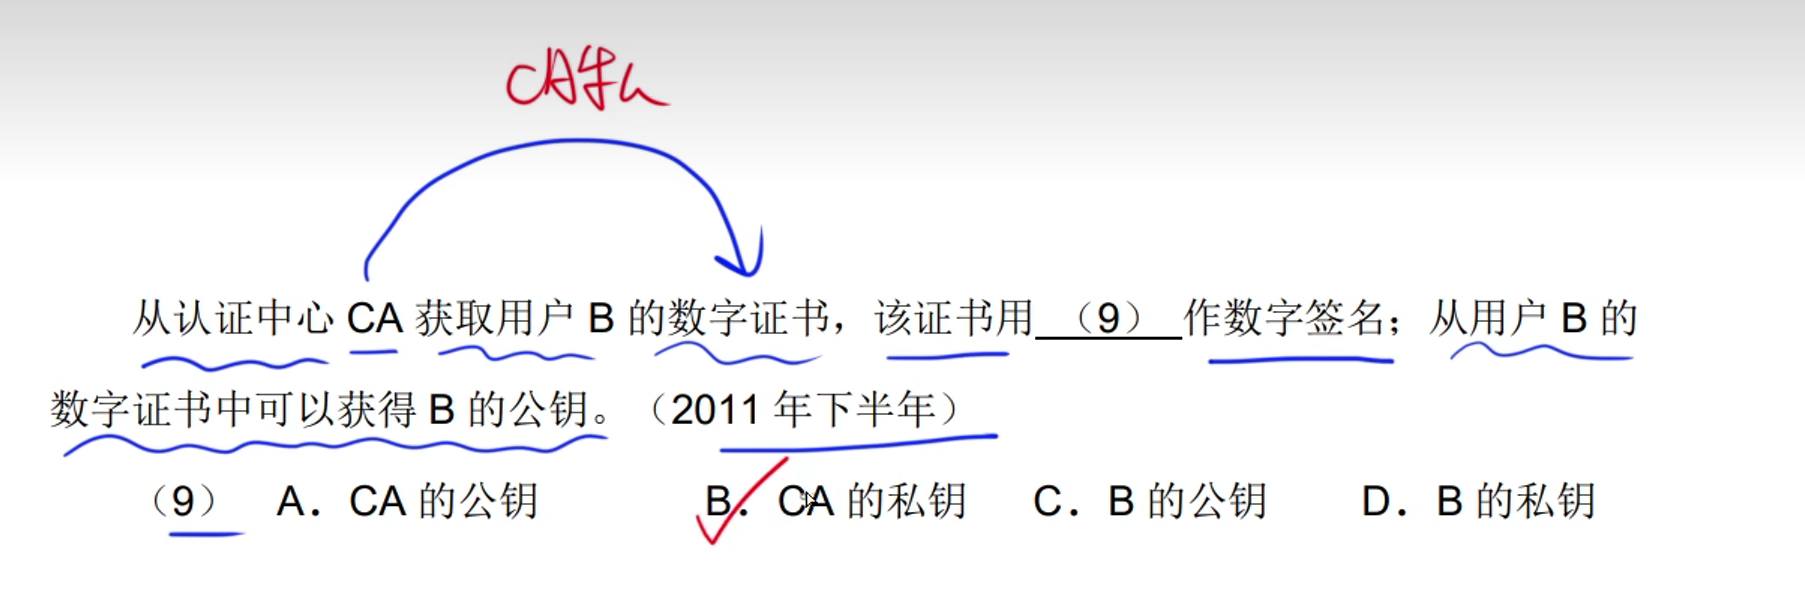 CA私
从认证中心 CA 获取用户 B 的数字证书，该证书用 （9） 作数字签名；从用户 B 的
数字证书中可以获得 B 的公钥。（2011 年下半年）
（9） A．CA 的公钥 B．CA 的私钥 C．B 的公钥 D．B 的私钥